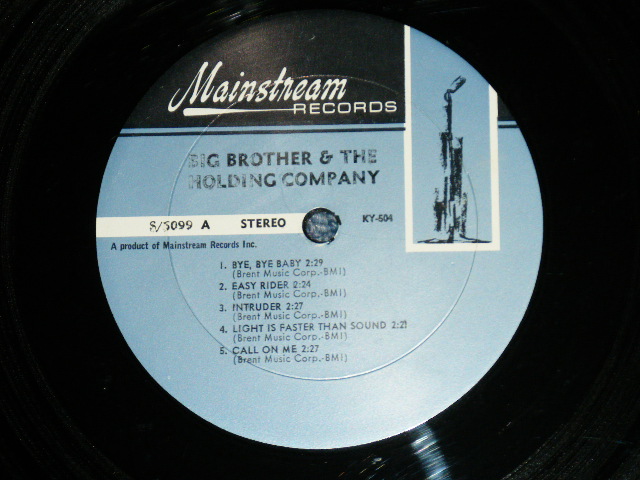 Mainstream
RECORDS
BIG BROTHER & THE
HOLDING COMPANY
S/5099 A STEREO KY-504
A product of Mainstream Records Inc.
1. BYE, BYE BABY 2:29
(Brent Music Corp.-BMI)
2. EASY RIDER 2:24
(Brent Music Corp.-BMI)
3. INTRUDER 2:27
(Brent Music Corp.-BMI)
4. LIGHT IS FASTER THAN SOUND 2:21
(Brent Music Corp.-BMI)
5. CALL ON ME 2:27
(Brent Music Corp.-BMI)